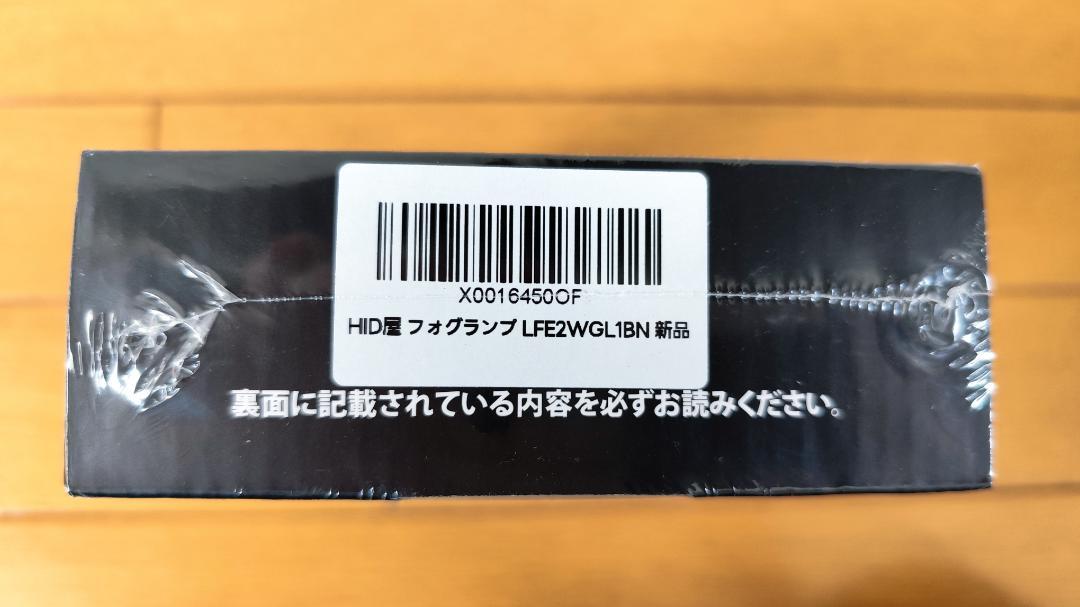 X0016450OF
HID屋 フォグランプ LFE2WGL1BN 新品
裏面に記載されている内容を必ずお読みください。